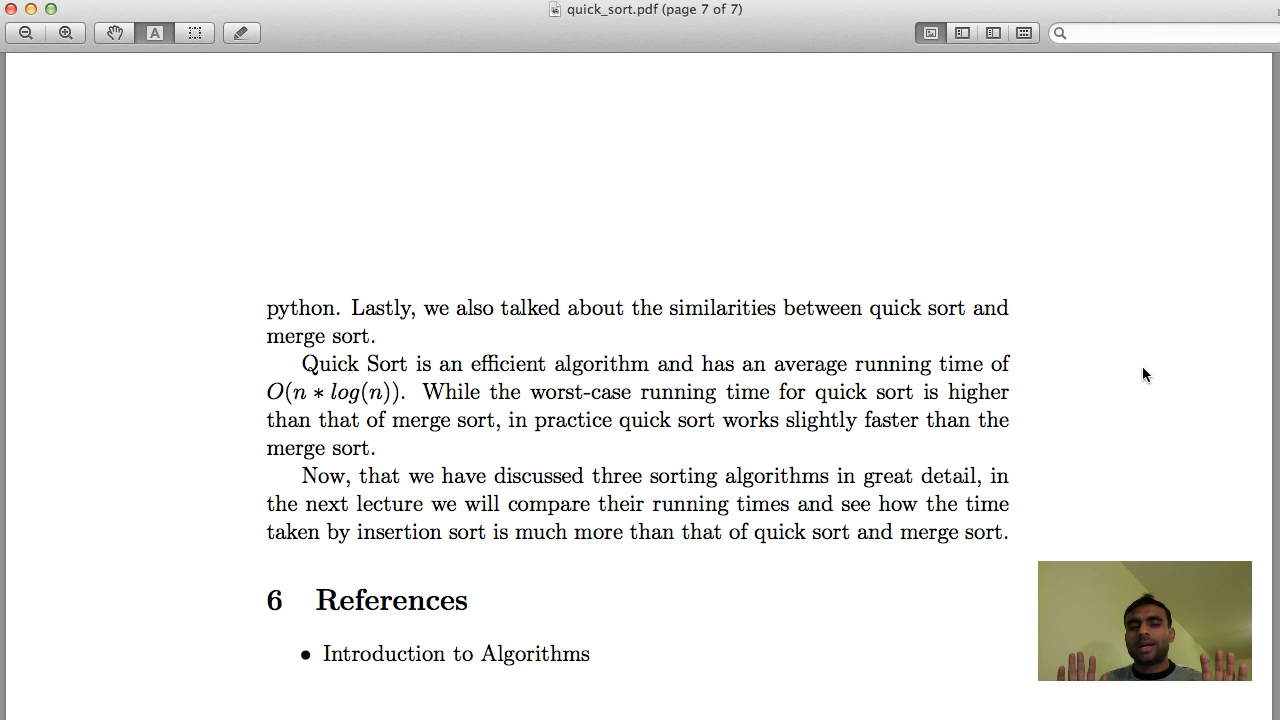 quick_sort.pdf (page 7 of 7)
A
python. Lastly, we also talked about the similarities between quick sort and
merge sort.
Quick Sort is an efficient algorithm and has an average running time of
O(n ∗ log(n)). While the worst-case running time for quick sort is higher
than that of merge sort, in practice quick sort works slightly faster than the
merge sort.
Now, that we have discussed three sorting algorithms in great detail, in
the next lecture we will compare their running times and see how the time
taken by insertion sort is much more than that of quick sort and merge sort.
6 References
• Introduction to Algorithms